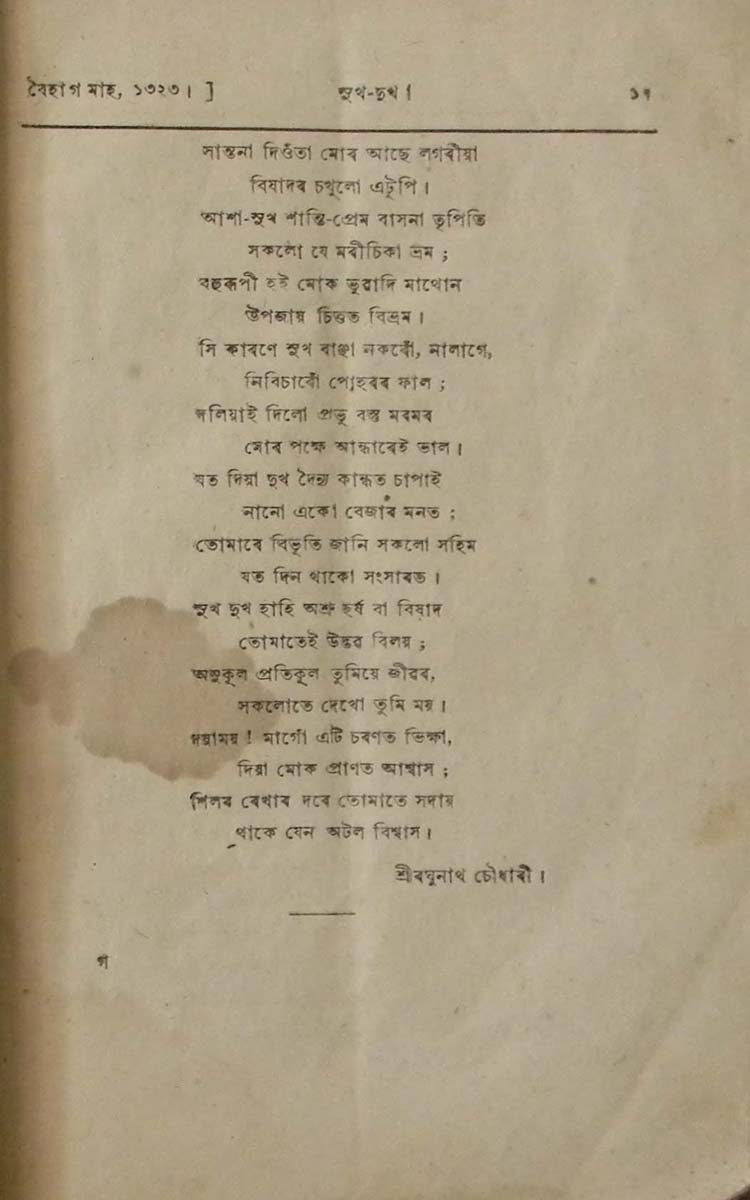 বৈহাগ মাহ, ১৩২৩। ]
সুখ-দুখ।
১৭
সান্তনা দিওঁতা মোৰ আছে লগৰীয়া
বিষাদৰ চকুলো এটুপি।
আশা-সুখ শান্তি-প্ৰেম বাসনা তৃপিতি
সকলো যে মৰীচিকা ভ্ৰম ;
বহুৰূপী হই মোক ভুৱাদি মাথোন
উপজায় চিত্তত বিভ্ৰম।
সি কাৰণে সুখ বাঞ্ছা নকৰোঁ, নালাগে,
নিবিচাৰোঁ পোহৰৰ ফাল ;
দলিয়াই দিলো প্ৰভু বস্তু মৰমৰ
মোৰ পক্ষে আন্ধাৰেই ভাল।
যত দিয়া দুখ দৈন্য কান্ধত চাপাই
নানো একো বেজাৰ মনত ;
তোমাৰে বিভূতি জানি সকলো সহিম
যত দিন থাকো সংসাৰত।
সুখ দুখ হাহি অশ্ৰু হৰ্ষ বা বিষাদ
তোমাতেই উদ্ভৱ বিলয় ;
অনুকূল প্ৰতিকূল তুমিয়ে জীৱৰ,
সকলোতে দেখো তুমি ময়।
দয়াময় ! মাগোঁ এটি চৰণত ভিক্ষা,
দিয়া মোক প্ৰাণত আশ্বাস ;
শিলৰ ৰেখাৰ দৰে তোমাতে সদায়
থাকে যেন অটল বিশ্বাস।
শ্ৰীৰঘুনাথ চৌধাৰী।
গ